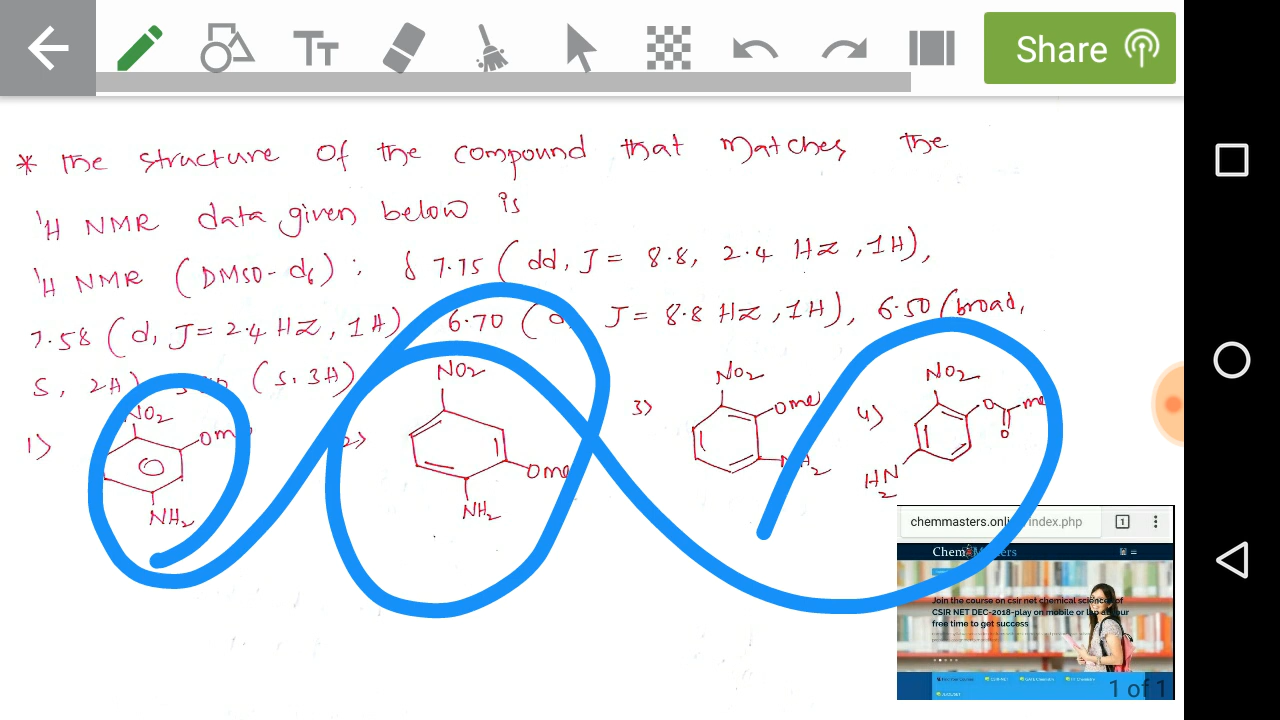 Share
* the structure of the compound that matches the
¹H NMR data given below is
¹H NMR (DMSO-d₆): δ 7.75 (dd, J = 8.8, 2.4 Hz, 1H),
7.58 (d, J = 2.4 Hz, 1H) 6.70 ( J = 8.8 Hz, 1H), 6.50 (broad,
s, 2H) (s, 3H)
1) NO₂ OMe NH₂
2) NO₂ OMe NH₂
3) NO₂ OMe NH₂
4) NO₂ O O Me H₂N
chemmasters.onli index.php 1
Join the course on csir net chemical science of
CSIR NET DEC-2018-play on mobile or lap at your
free time to get success
1 of 1